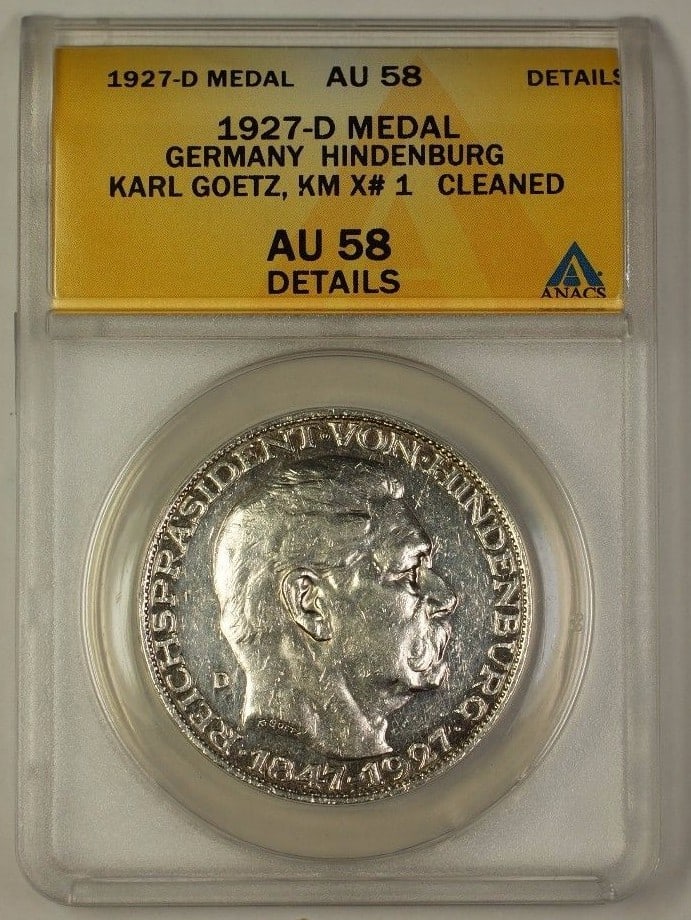 1927-D MEDAL AU 58 DETAILS
1927-D MEDAL
GERMANY HINDENBURG
KARL GOETZ, KM X# 1 CLEANED
AU 58
DETAILS
ANACS
REICHSPRÄSIDENT·VON·HINDENBURG·
D
K·GOETZ
·1847·1927·